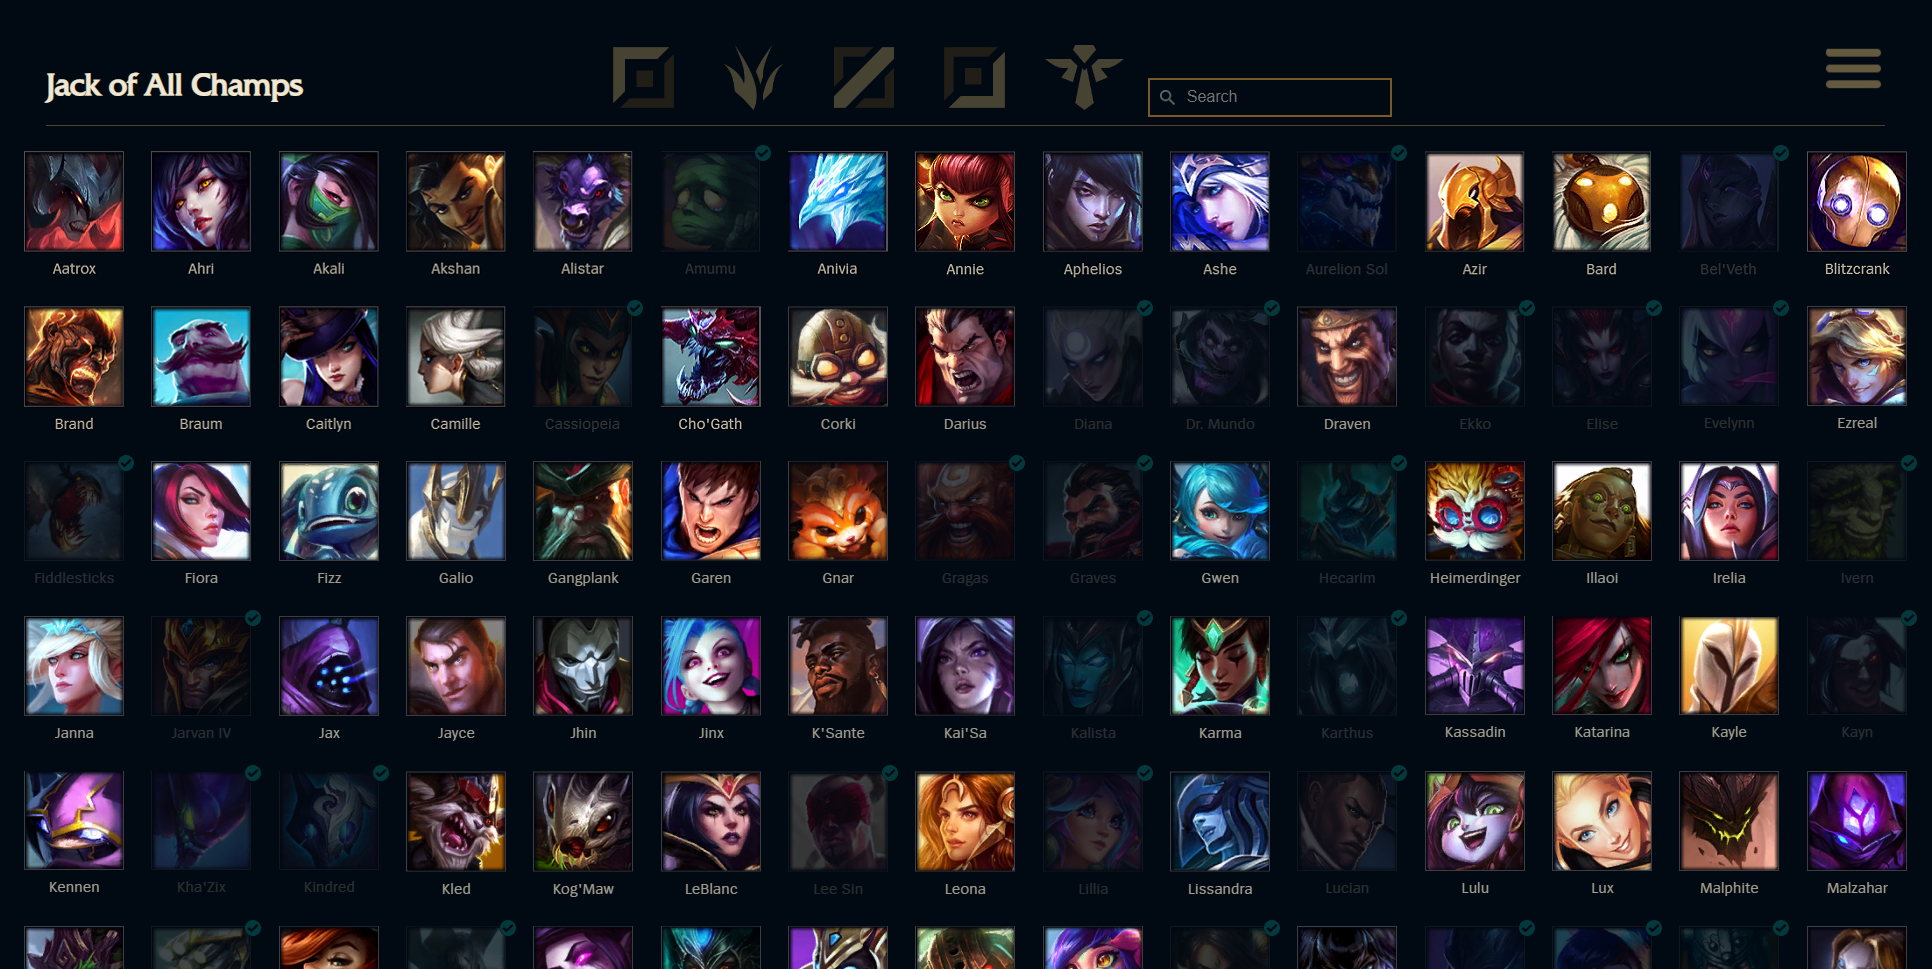 Jack of All Champs
Search
Aatrox Ahri Akali Akshan Alistar Amumu Anivia Annie Aphelios Ashe Aurelion Sol Azir Bard Bel'Veth Blitzcrank
Brand Braum Caitlyn Camille Cassiopeia Cho'Gath Corki Darius Diana Dr. Mundo Draven Ekko Elise Evelynn Ezreal
Fiddlesticks Fiora Fizz Galio Gangplank Garen Gnar Gragas Graves Gwen Hecarim Heimerdinger Illaoi Irelia Ivern
Janna Jarvan IV Jax Jayce Jhin Jinx K'Sante Kai'Sa Kalista Karma Karthus Kassadin Katarina Kayle Kayn
Kennen Kha'Zix Kindred Kled Kog'Maw LeBlanc Lee Sin Leona Lillia Lissandra Lucian Lulu Lux Malphite Malzahar